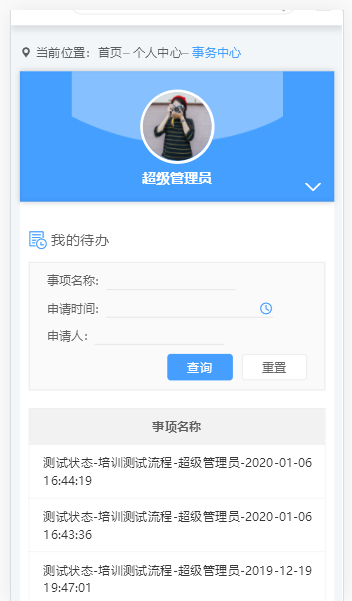 当前位置：首页– 个人中心– 事务中心
超级管理员
我的待办
事项名称:
申请时间:
申请人:
查询 重置
事项名称
测试状态-培训测试流程-超级管理员-2020-01-06
16:44:19
测试状态-培训测试流程-超级管理员-2020-01-06
16:43:36
测试状态-培训测试流程-超级管理员-2019-12-19
19:47:01